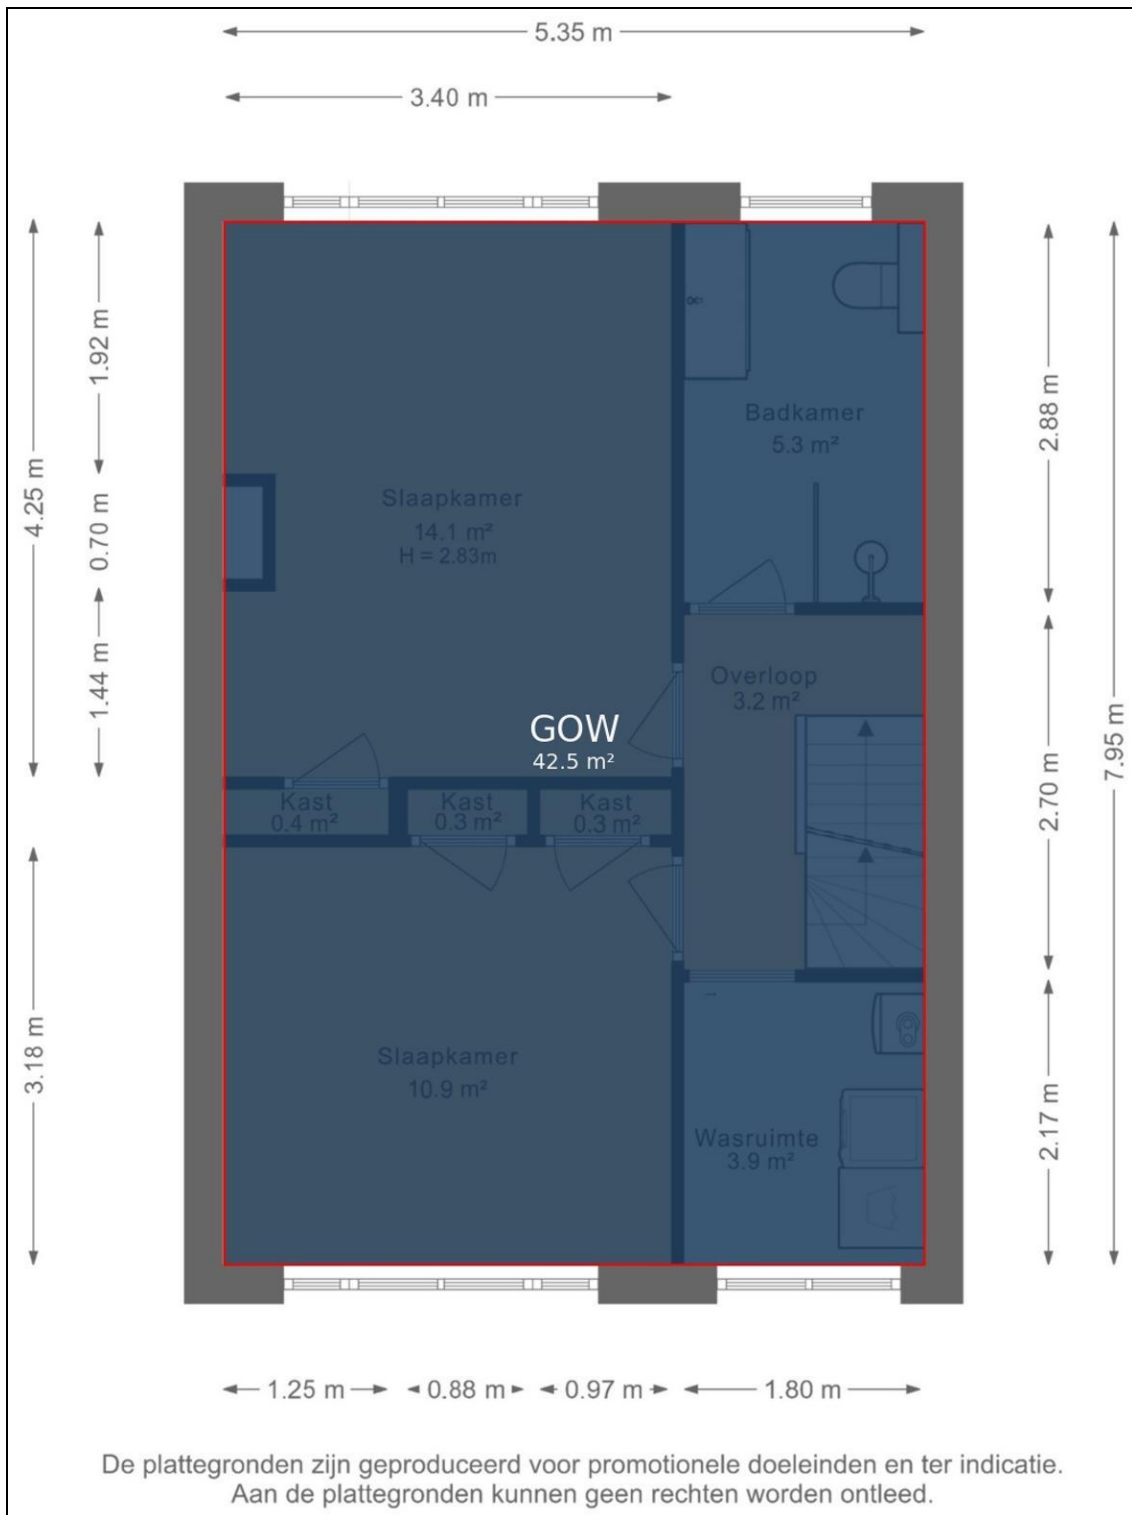 5.35 m
3.40 m
4.25 m
1.92 m
0.70 m
1.44 m
3.18 m
Slaapkamer
14.1 m²
H = 2.83m
Badkamer
5.3 m²
Overloop
3.2 m²
GOW
42.5 m²
Kast
0.4 m²
Kast
0.3 m²
Kast
0.3 m²
Slaapkamer
10.9 m²
Wasruimte
3.9 m²
2.88 m
2.70 m
2.17 m
7.95 m
1.25 m
0.88 m
0.97 m
1.80 m
De plattegronden zijn geproduceerd voor promotionele doeleinden en ter indicatie.
Aan de plattegronden kunnen geen rechten worden ontleed.